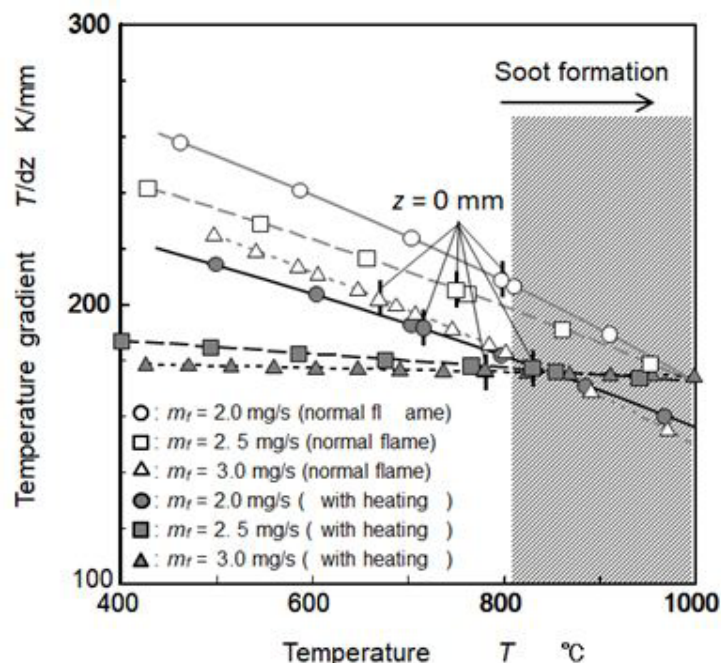 300
Soot formation
z = 0 mm
200
Temperature gradient T/dz K/mm
: mf = 2.0 mg/s (normal fl ame)
: mf = 2. 5 mg/s (normal flame)
: mf = 3.0 mg/s (normal flame)
: mf = 2.0 mg/s ( with heating )
: mf = 2. 5 mg/s ( with heating )
: mf = 3.0 mg/s ( with heating )
100
400 600 800 1000
Temperature T ℃